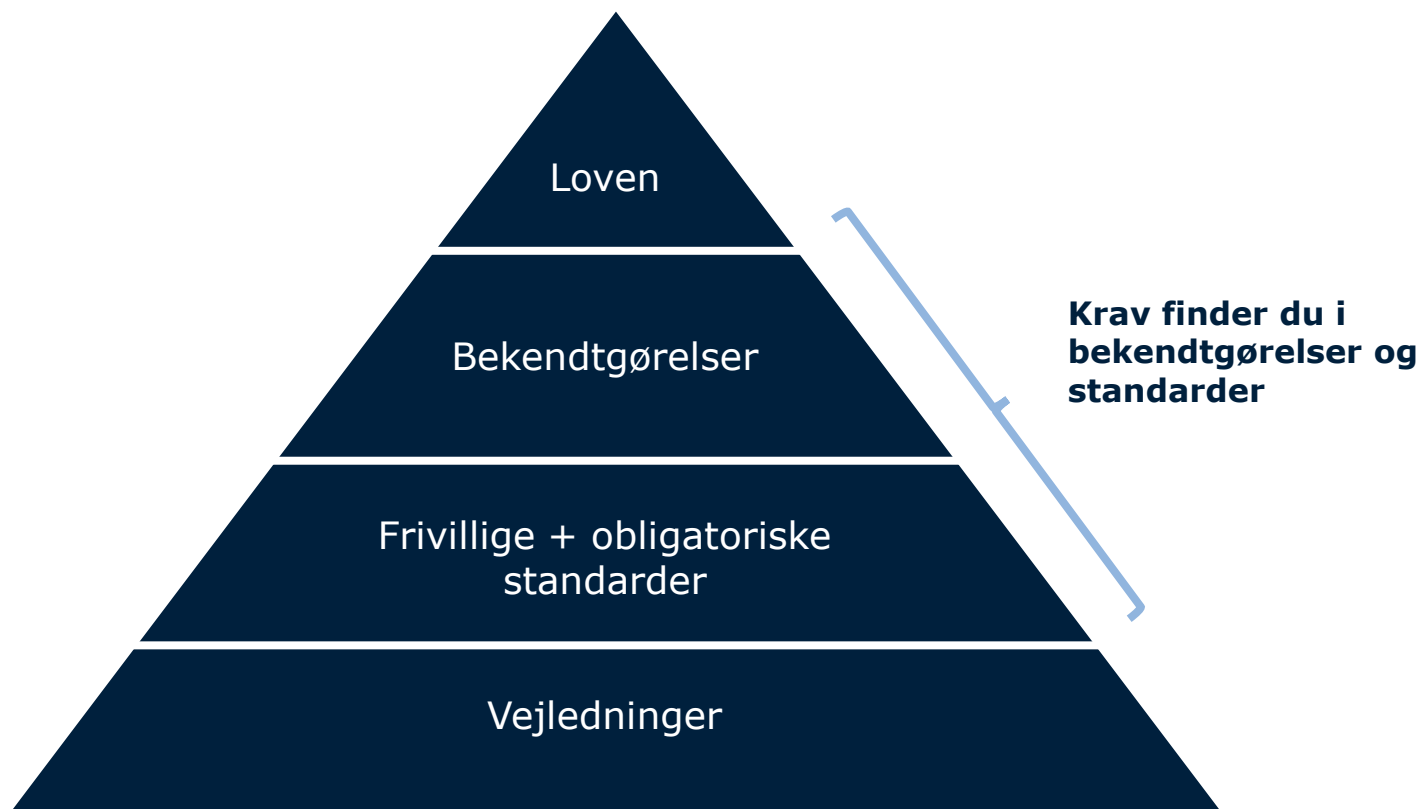 Loven
Bekendtgørelser
Krav finder du i
bekendtgørelser og
standarder
Frivillige + obligatoriske
standarder
Vejledninger